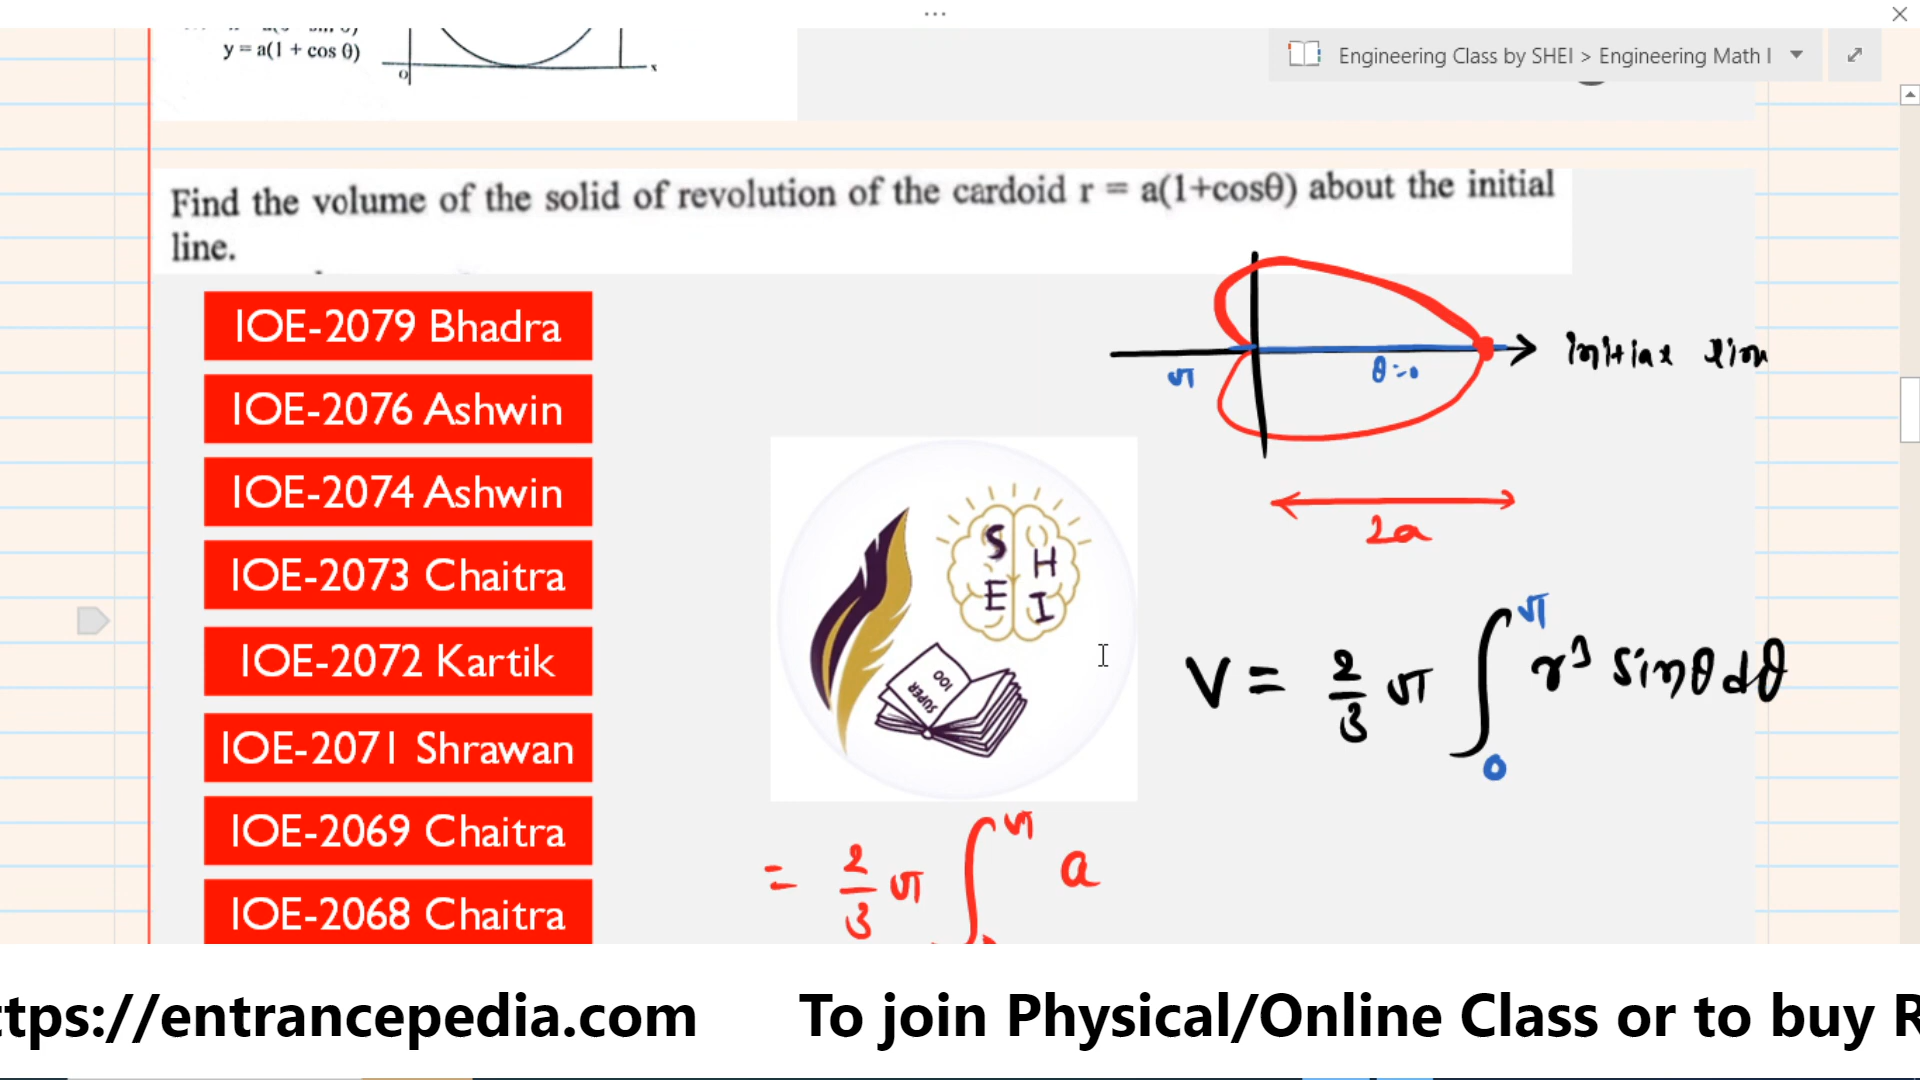 y = a(1 + cos θ)
O
x
Engineering Class by SHEI > Engineering Math I
Find the volume of the solid of revolution of the cardoid r = a(1+cosθ) about the initial
line.
IOE-2079 Bhadra
IOE-2076 Ashwin
IOE-2074 Ashwin
IOE-2073 Chaitra
IOE-2072 Kartik
IOE-2071 Shrawan
IOE-2069 Chaitra
IOE-2068 Chaitra
π
θ=0
initial line
2a
S H
E I
SUPER
100
V = 2/3 π ∫₀^π r³ sinθ dθ
= 2/3 π ∫^π a
ttps://entrancepedia.com To join Physical/Online Class or to buy R